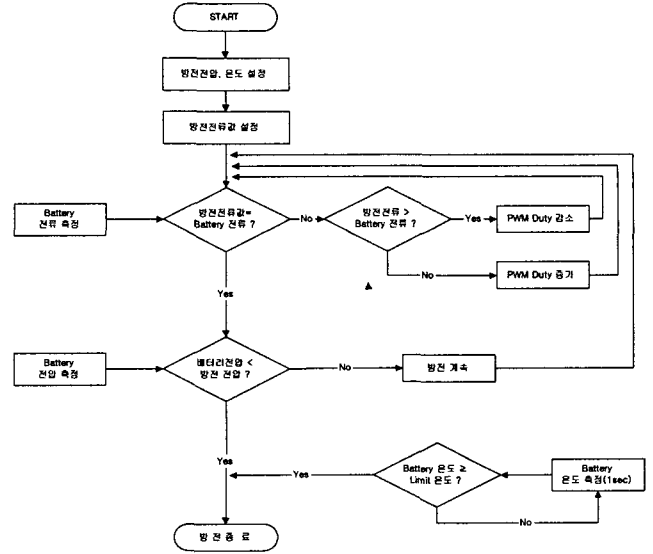 START
방전전압, 온도 설정
방전전류값 설정
Battery
전류 측정
방전전류값=
Battery 전류 ?
No
방전전류 >
Battery 전류 ?
Yes
PWM Duty 감소
No
PWM Duty 증가
Yes
Battery
전압 측정
배터리전압 <
방전 전압 ?
No
방전 계속
Yes
Yes
Battery 온도 ≥
Limit 온도 ?
Battery
온도 측정(1sec)
No
방 전 종 료